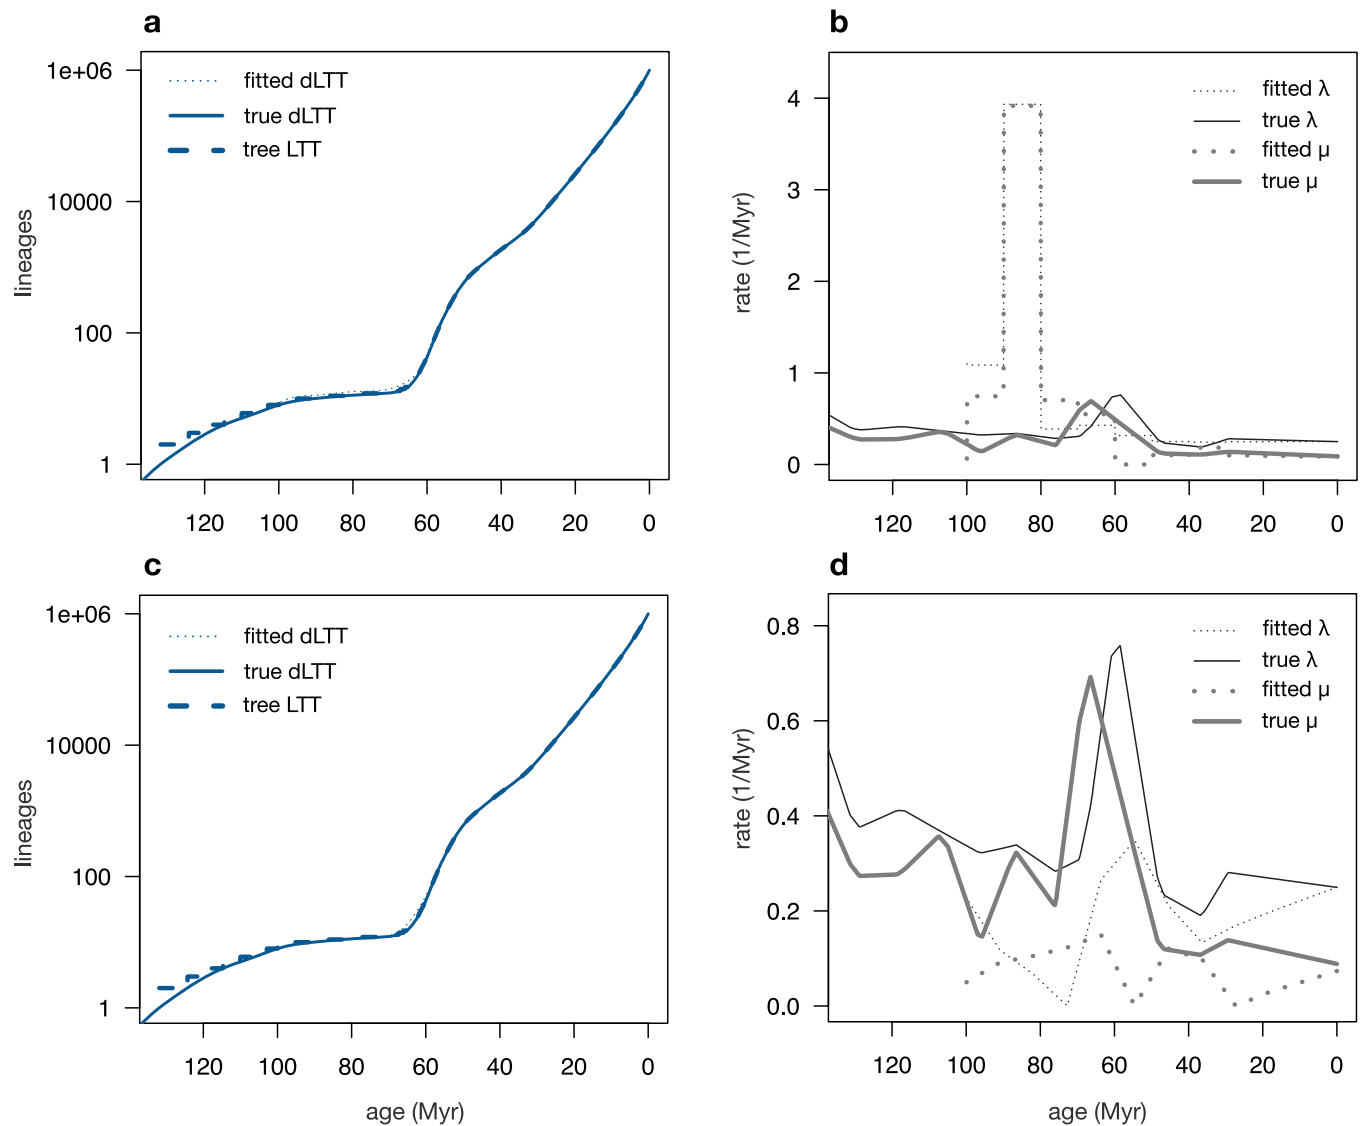 a
1e+06
10000
100
1
lineages
fitted dLTT
true dLTT
tree LTT
120 100 80 60 40 20 0
b
4
3
2
1
0
rate (1/Myr)
fitted λ
true λ
fitted μ
true μ
120 100 80 60 40 20 0
c
1e+06
10000
100
1
lineages
fitted dLTT
true dLTT
tree LTT
120 100 80 60 40 20 0
age (Myr)
d
0.8
0.6
0.4
0.2
0.0
rate (1/Myr)
fitted λ
true λ
fitted μ
true μ
120 100 80 60 40 20 0
age (Myr)